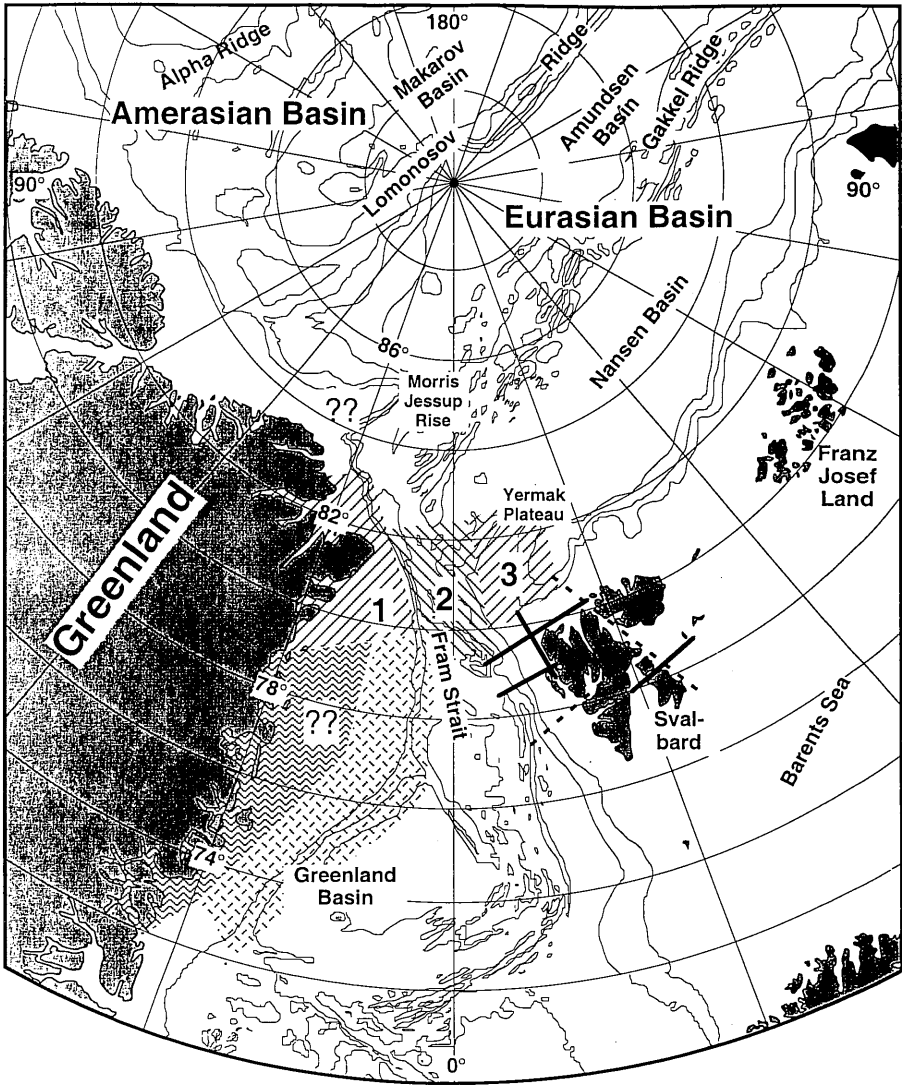 180°
Alpha Ridge
Makarov
Basin
Ridge
Amundsen
Basin
Gakkel Ridge
Amerasian Basin
Lomonosov
90°
90°
Eurasian Basin
Nansen Basin
86°
Morris
Jessup
Rise
??
Franz
Josef
Land
Yermak
Plateau
82°
Greenland
1
2
3
Fram Strait
78°
??
Sval-
bard
Barents Sea
74°
Greenland
Basin
0°